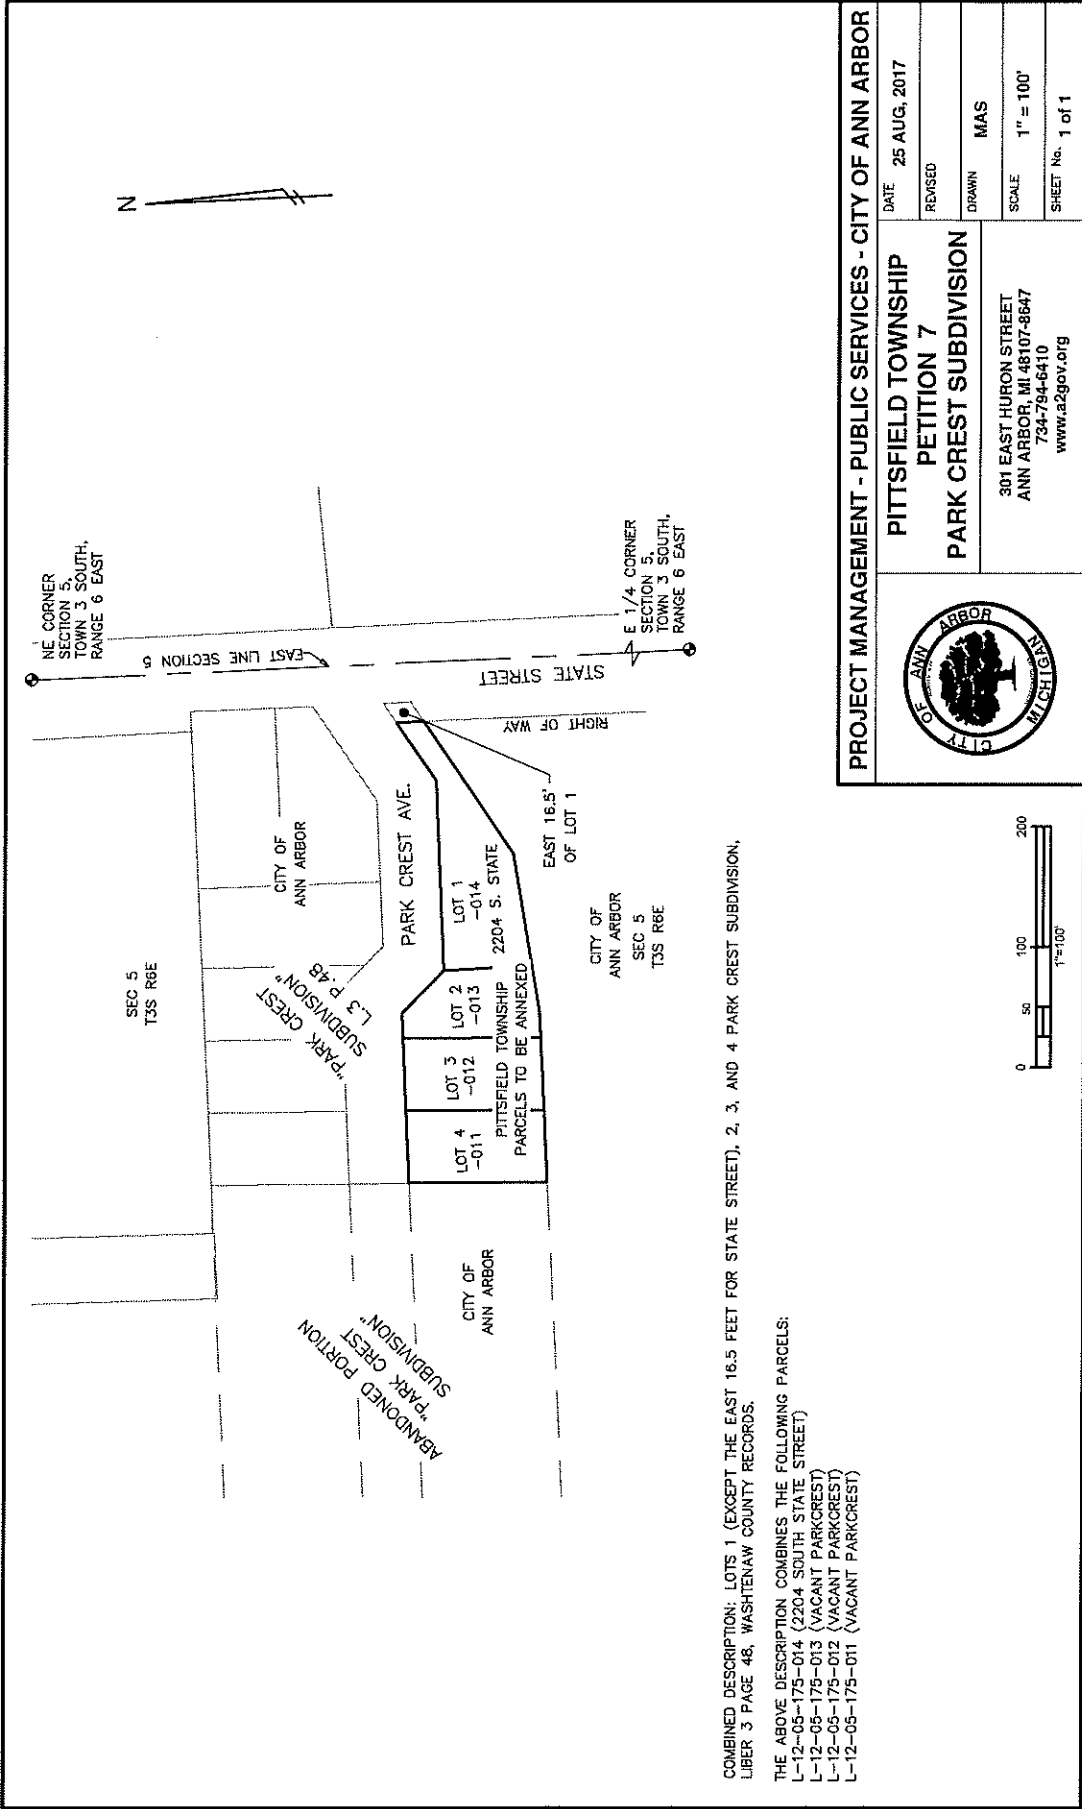 N
NE CORNER
SECTION 5,
TOWN 3 SOUTH,
RANGE 6 EAST
EAST LINE SECTION 5
STATE STREET
E 1/4 CORNER
SECTION 5,
TOWN 3 SOUTH,
RANGE 6 EAST
RIGHT OF WAY
SEC 5
T3S R6E
CITY OF
ANN ARBOR
"PARK CREST
SUBDIVISION"
L.3 P.48
PARK CREST AVE.
LOT 1
-014
2204 S. STATE
LOT 2
-013
LOT 3
-012
LOT 4
-011
PITTSFIELD TOWNSHIP
PARCELS TO BE ANNEXED
EAST 16.5'
OF LOT 1
CITY OF
ANN ARBOR
SEC 5
T3S R6E
CITY OF
ANN ARBOR
ABANDONED PORTION
"PARK CREST
SUBDIVISION"
COMBINED DESCRIPTION: LOTS 1 (EXCEPT THE EAST 16.5 FEET FOR STATE STREET), 2, 3, AND 4 PARK CREST SUBDIVISION,
LIBER 3 PAGE 48, WASHTENAW COUNTY RECORDS.
THE ABOVE DESCRIPTION COMBINES THE FOLLOWING PARCELS:
L-12-05-175-014 (2204 SOUTH STATE STREET)
L-12-05-175-013 (VACANT PARKCREST)
L-12-05-175-012 (VACANT PARKCREST)
L-12-05-175-011 (VACANT PARKCREST)
0 50 100 200
1"=100'
PROJECT MANAGEMENT - PUBLIC SERVICES - CITY OF ANN ARBOR
CITY OF ANN ARBOR
MICHIGAN
PITTSFIELD TOWNSHIP
PETITION 7
PARK CREST SUBDIVISION
301 EAST HURON STREET
ANN ARBOR, MI 48107-8647
734-794-6410
www.a2gov.org
DATE 25 AUG, 2017
REVISED
DRAWN MAS
SCALE 1" = 100'
SHEET No. 1 of 1